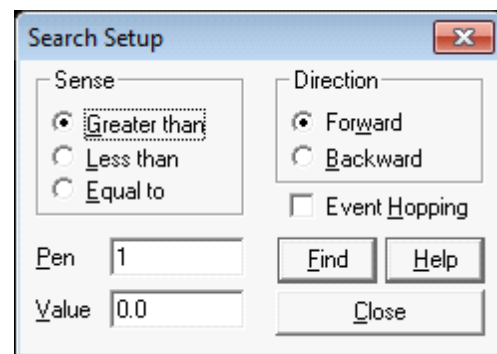 Search Setup
Sense
Greater than
Less than
Equal to
Direction
Forward
Backward
Event Hopping
Pen 1
Value 0.0
Find Help
Close